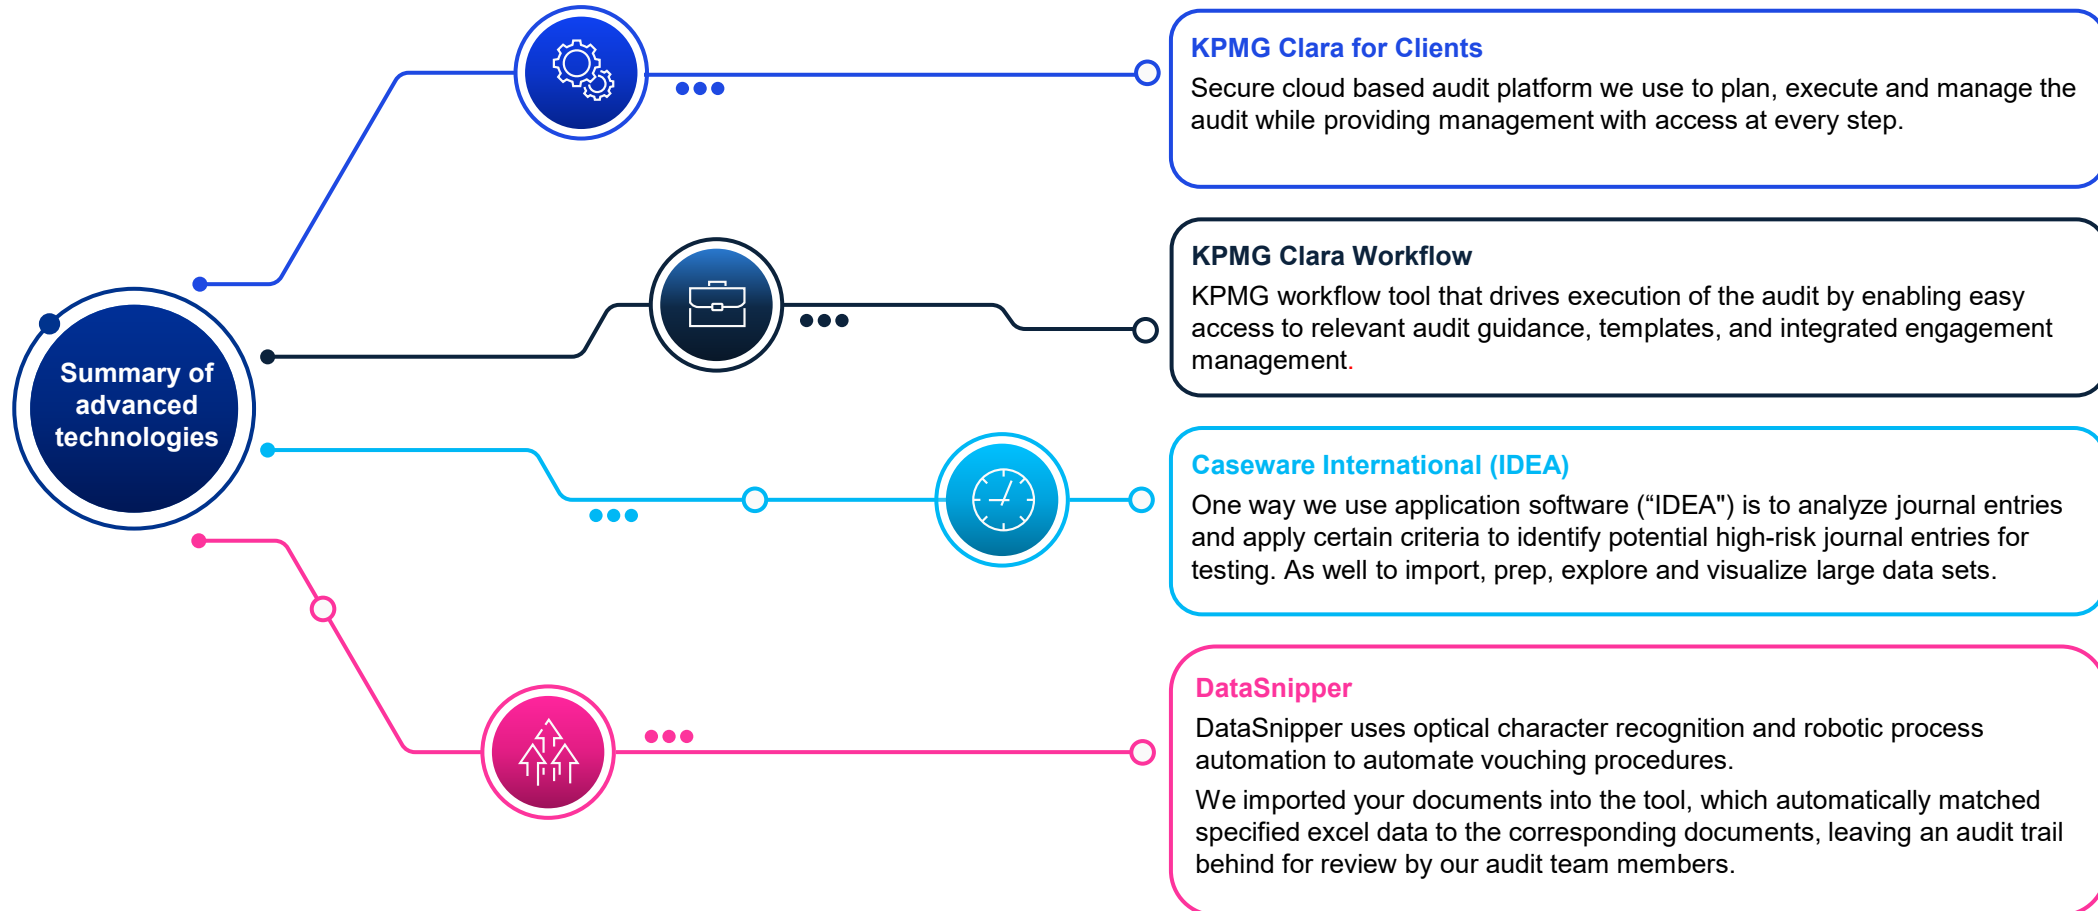 Summary of
advanced
technologies
KPMG Clara for Clients
Secure cloud based audit platform we use to plan, execute and manage the
audit while providing management with access at every step.
KPMG Clara Workflow
KPMG workflow tool that drives execution of the audit by enabling easy
access to relevant audit guidance, templates, and integrated engagement
management.
Caseware International (IDEA)
One way we use application software (“IDEA") is to analyze journal entries
and apply certain criteria to identify potential high-risk journal entries for
testing. As well to import, prep, explore and visualize large data sets.
DataSnipper
DataSnipper uses optical character recognition and robotic process
automation to automate vouching procedures.
We imported your documents into the tool, which automatically matched
specified excel data to the corresponding documents, leaving an audit trail
behind for review by our audit team members.